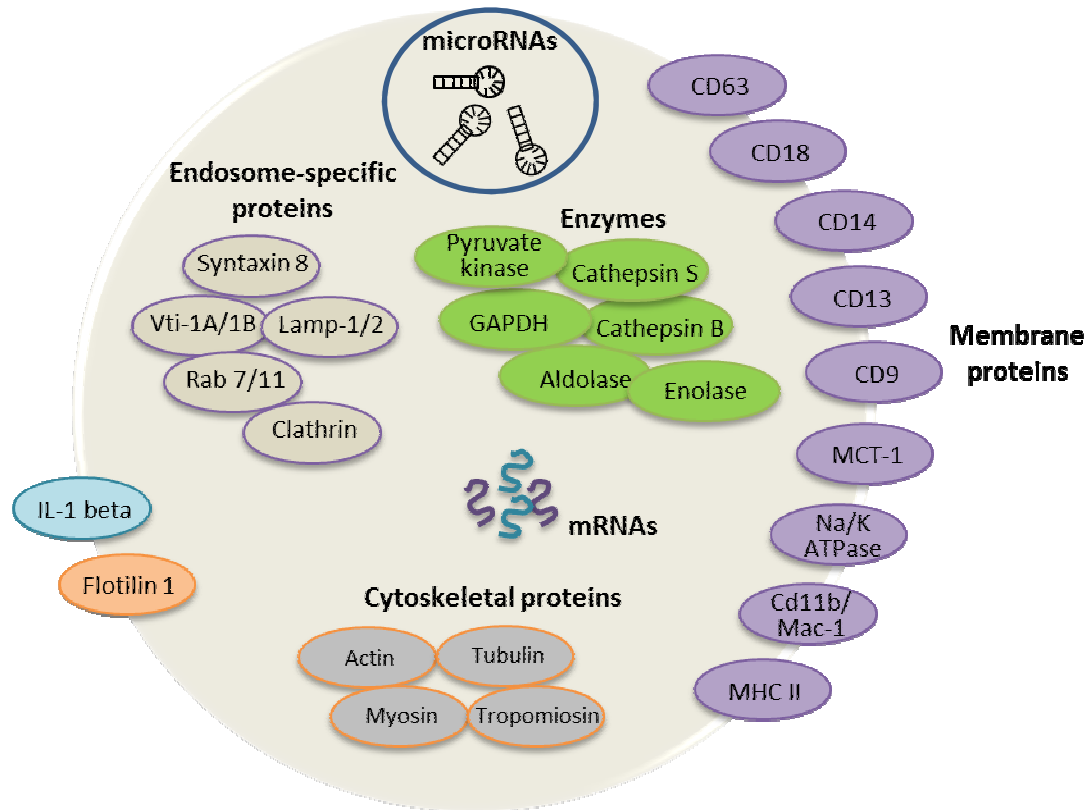 microRNAs
CD63
CD18
CD14
CD13
CD9
MCT-1
Na/K
ATPase
Cd11b/
Mac-1
MHC II
Membrane
proteins
Endosome-specific
proteins
Syntaxin 8
Vti-1A/1B
Lamp-1/2
Rab 7/11
Clathrin
Enzymes
Pyruvate
kinase
Cathepsin S
GAPDH
Cathepsin B
Aldolase
Enolase
mRNAs
IL-1 beta
Flotilin 1
Cytoskeletal proteins
Actin
Tubulin
Myosin
Tropomiosin